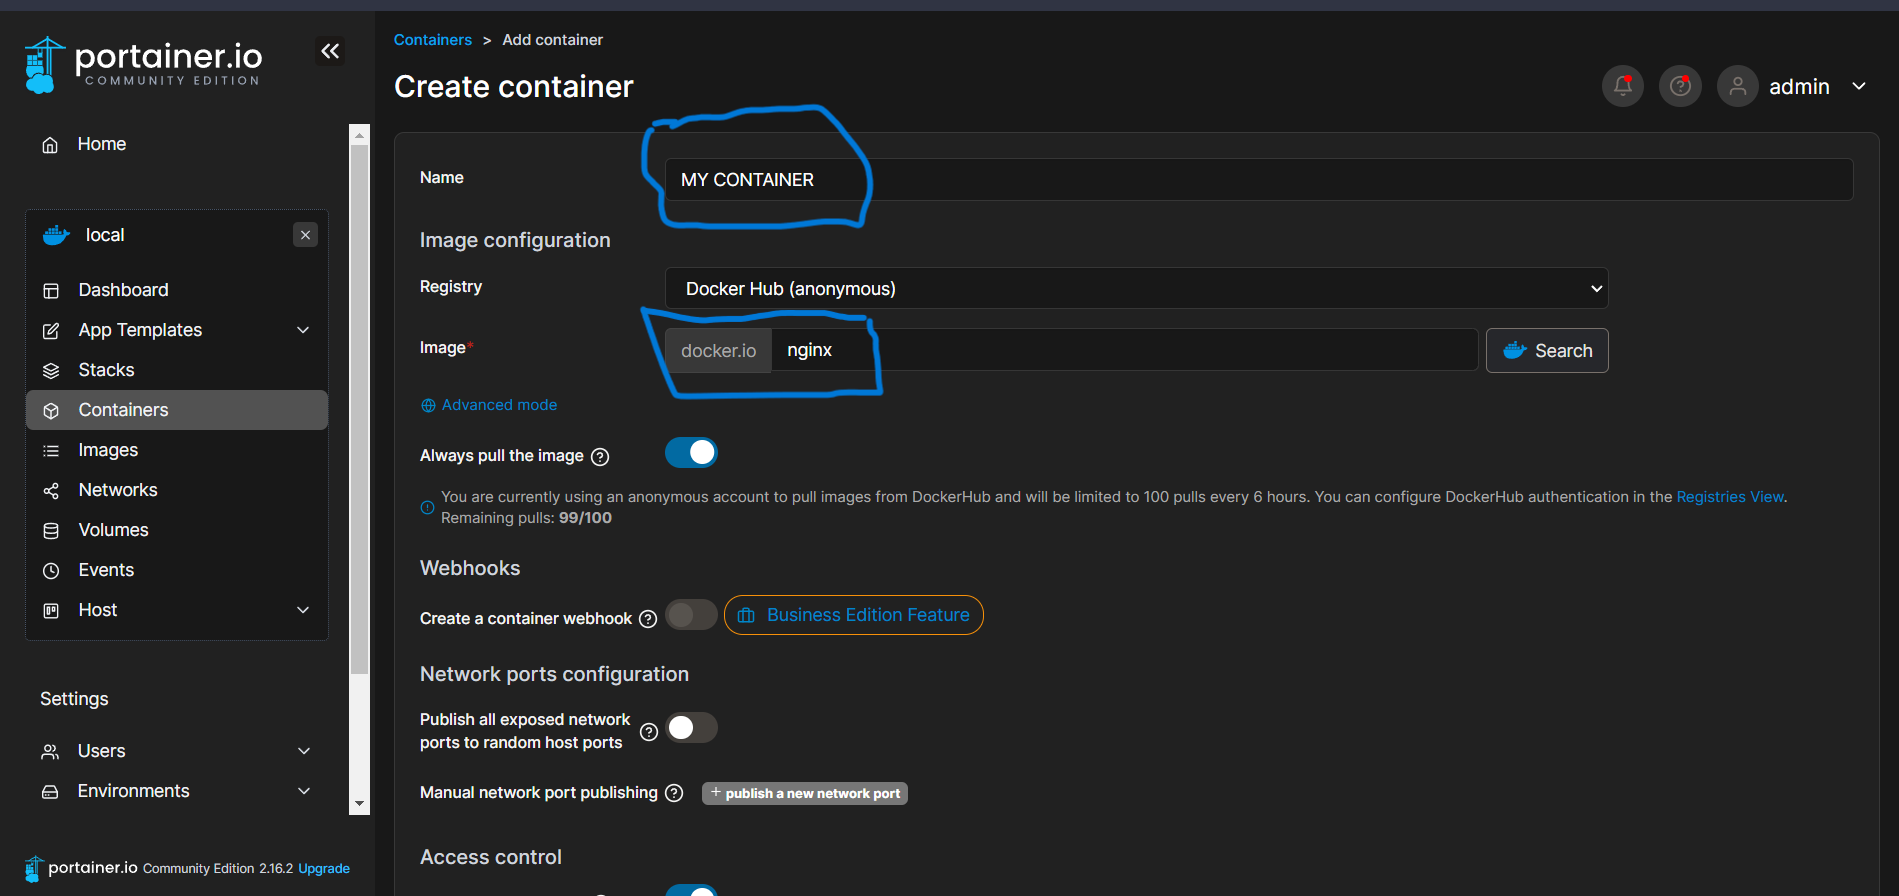 portainer.io
COMMUNITY EDITION
Home
local
Dashboard
App Templates
Stacks
Containers
Images
Networks
Volumes
Events
Host
Settings
Users
Environments
portainer.io Community Edition 2.16.2 Upgrade
Containers > Add container
Create container
admin
Name
MY CONTAINER
Image configuration
Registry
Docker Hub (anonymous)
Image*
docker.io nginx
Search
Advanced mode
Always pull the image
You are currently using an anonymous account to pull images from DockerHub and will be limited to 100 pulls every 6 hours. You can configure DockerHub authentication in the Registries View.
Remaining pulls: 99/100
Webhooks
Create a container webhook
Business Edition Feature
Network ports configuration
Publish all exposed network
ports to random host ports
Manual network port publishing
+ publish a new network port
Access control